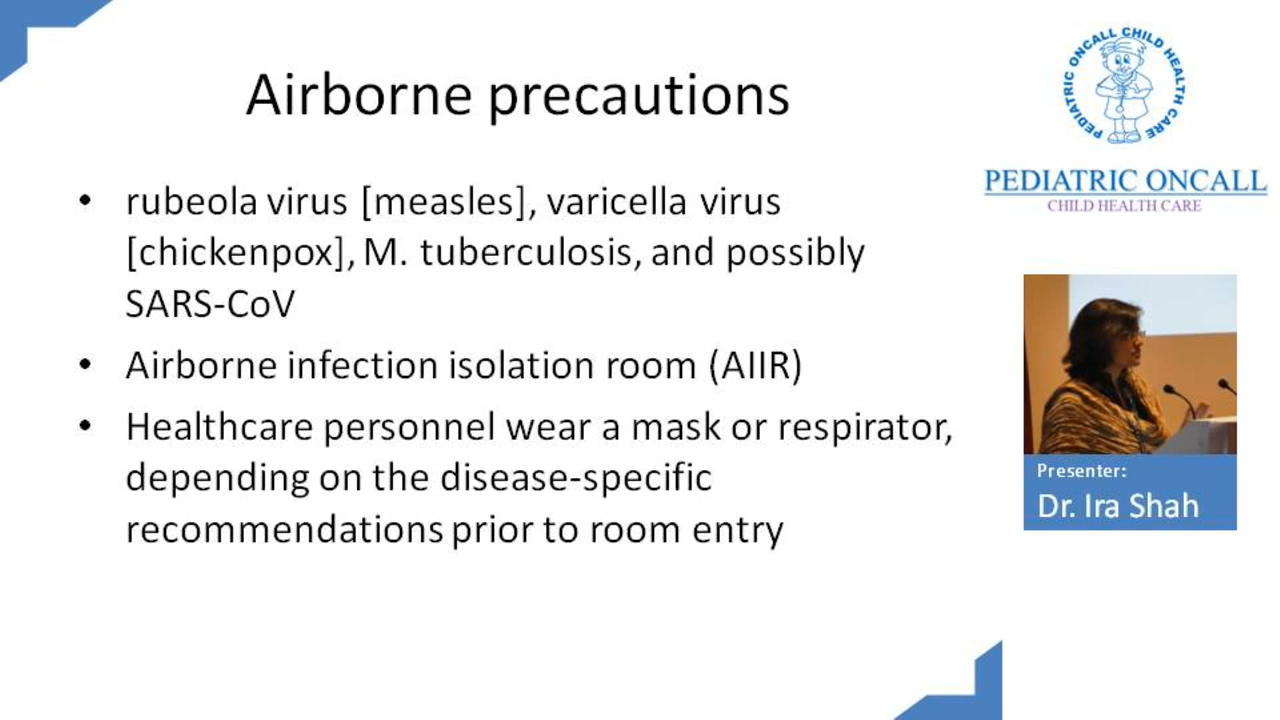 Airborne precautions
• rubeola virus [measles], varicella virus
[chickenpox], M. tuberculosis, and possibly
SARS-CoV
• Airborne infection isolation room (AIIR)
• Healthcare personnel wear a mask or respirator,
depending on the disease-specific
recommendations prior to room entry
PEDIATRIC ONCALL CHILD HEALTH CARE
PEDIATRIC ONCALL
CHILD HEALTH CARE
Presenter:
Dr. Ira Shah